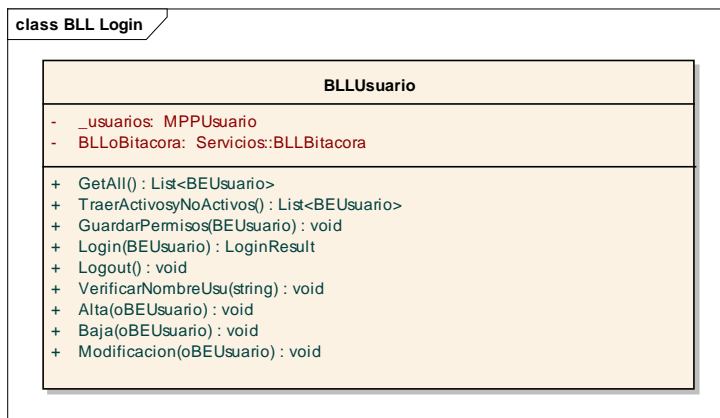 class BLL Login
BLLUsuario
- _usuarios: MPPUsuario
- BLLoBitacora: Servicios::BLLBitacora
+ GetAll() : List<BEUsuario>
+ TraerActivosyNoActivos() : List<BEUsuario>
+ GuardarPermisos(BEUsuario) : void
+ Login(BEUsuario) : LoginResult
+ Logout() : void
+ VerificarNombreUsu(string) : void
+ Alta(oBEUsuario) : void
+ Baja(oBEUsuario) : void
+ Modificacion(oBEUsuario) : void